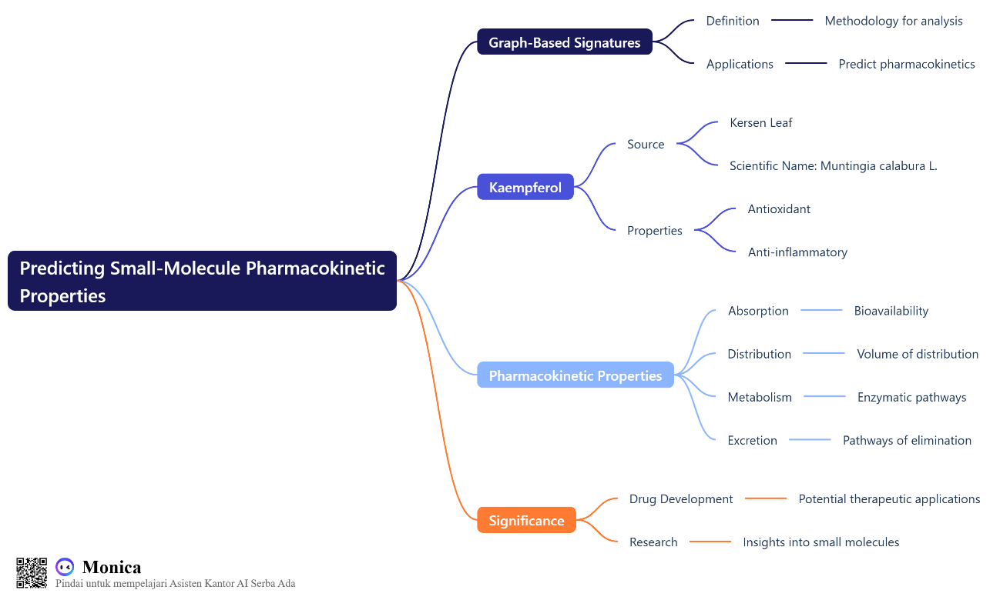 Predicting Small-Molecule Pharmacokinetic
Properties
Graph-Based Signatures
Definition
Methodology for analysis
Applications
Predict pharmacokinetics
Kaempferol
Source
Kersen Leaf
Scientific Name: Muntingia calabura L.
Properties
Antioxidant
Anti-inflammatory
Pharmacokinetic Properties
Absorption
Bioavailability
Distribution
Volume of distribution
Metabolism
Enzymatic pathways
Excretion
Pathways of elimination
Significance
Drug Development
Potential therapeutic applications
Research
Insights into small molecules
Monica
Pindai untuk mempelajari Asisten Kantor AI Serba Ada